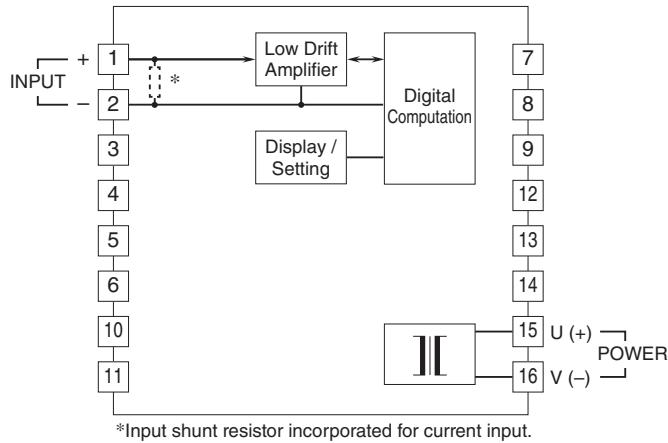 INPUT
+
−
1
2
3
4
5
6
10
11
*
Low Drift
Amplifier
Digital
Computation
Display /
Setting
7
8
9
12
13
14
15
16
U (+)
V (–)
POWER
*Input shunt resistor incorporated for current input.